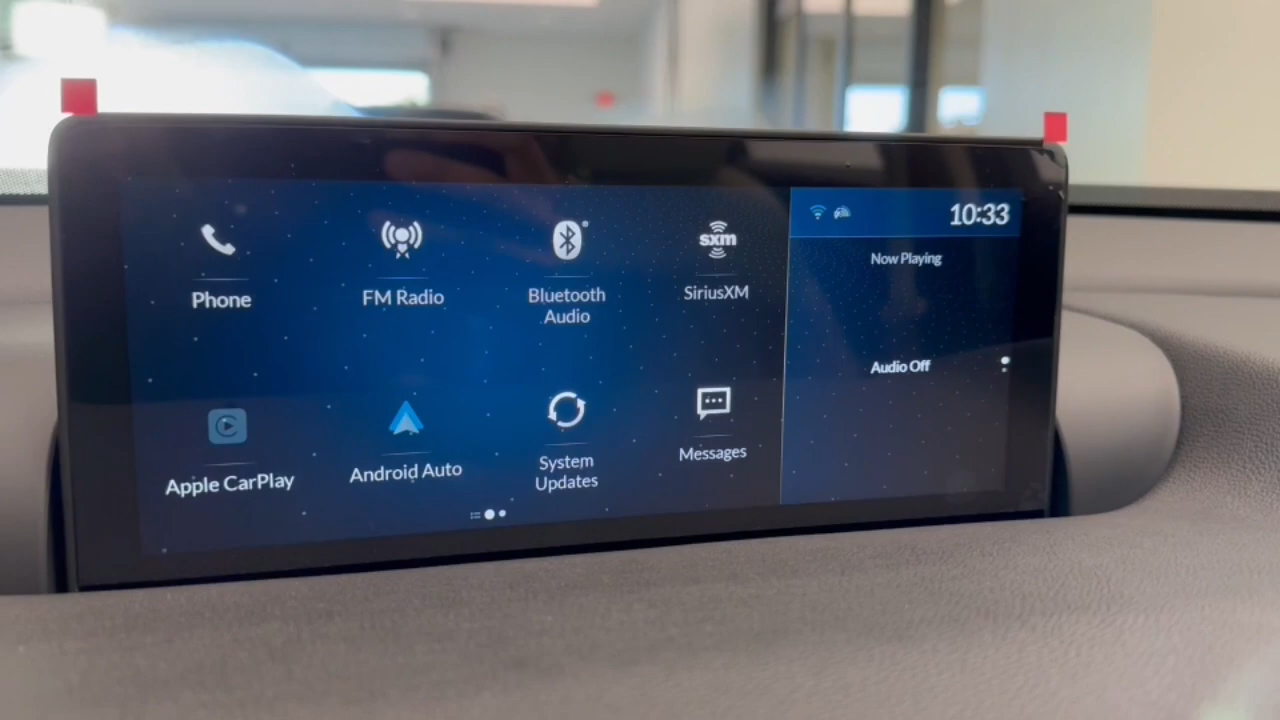 10:33
Phone
FM Radio
Bluetooth
Audio
sxm
SiriusXM
Now Playing
Audio Off
Apple CarPlay
Android Auto
System
Updates
Messages